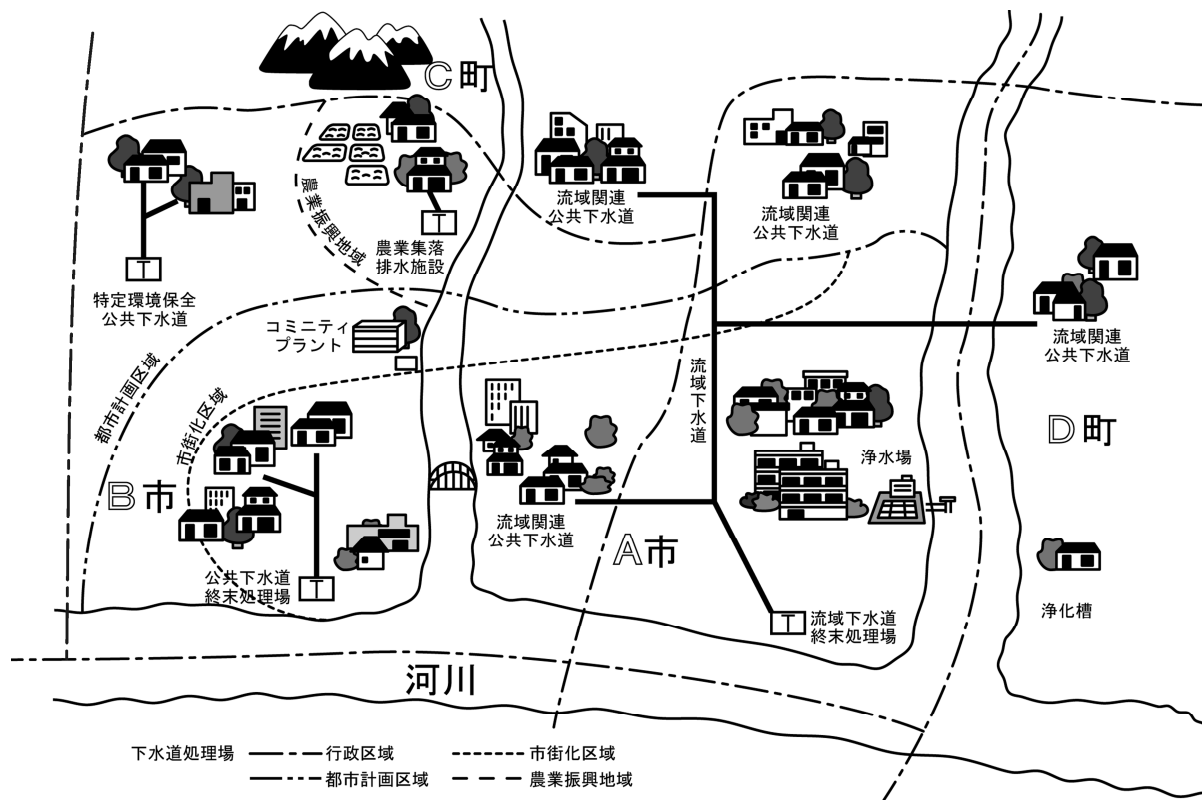 C町
流域関連
公共下水道
流域関連
公共下水道
農業振興地域
農業集落
排水施設
T
T
特定環境保全
公共下水道
コミニティ
プラント
流域関連
公共下水道
都市計画区域
市街化区域
流域下水道
D町
浄水場
B市
流域関連
公共下水道
A市
公共下水道
終末処理場
T
浄化槽
T
流域下水道
終末処理場
河川
下水道処理場
行政区域
市街化区域
都市計画区域
農業振興地域